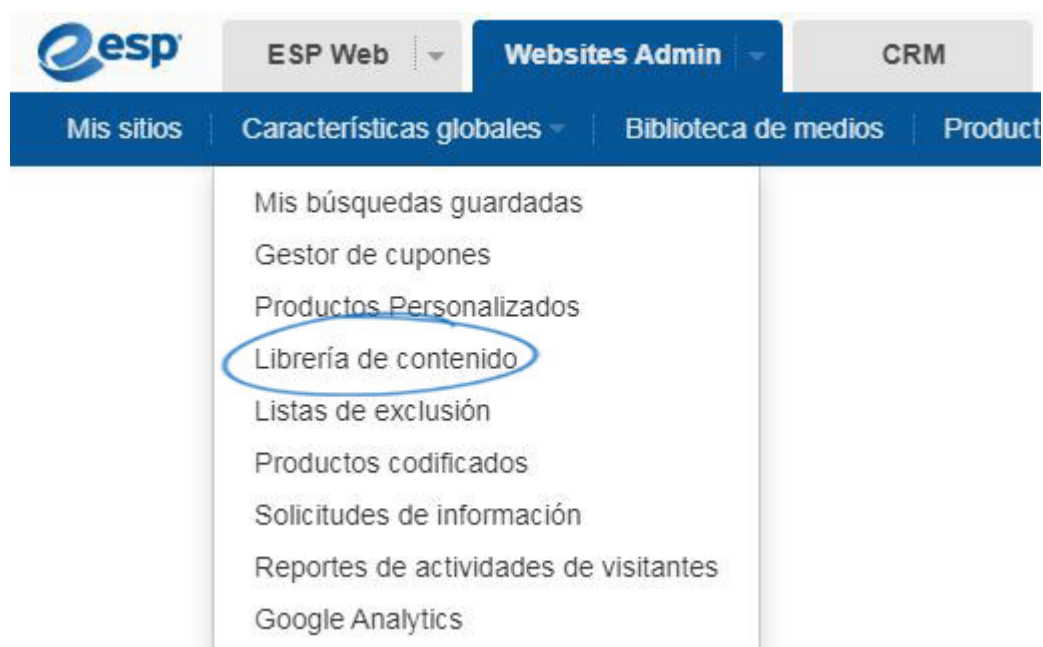 esp
ESP Web Websites Admin CRM
Mis sitios Características globales Biblioteca de medios Product
Mis búsquedas guardadas
Gestor de cupones
Productos Personalizados
Librería de contenido
Listas de exclusión
Productos codificados
Solicitudes de información
Reportes de actividades de visitantes
Google Analytics